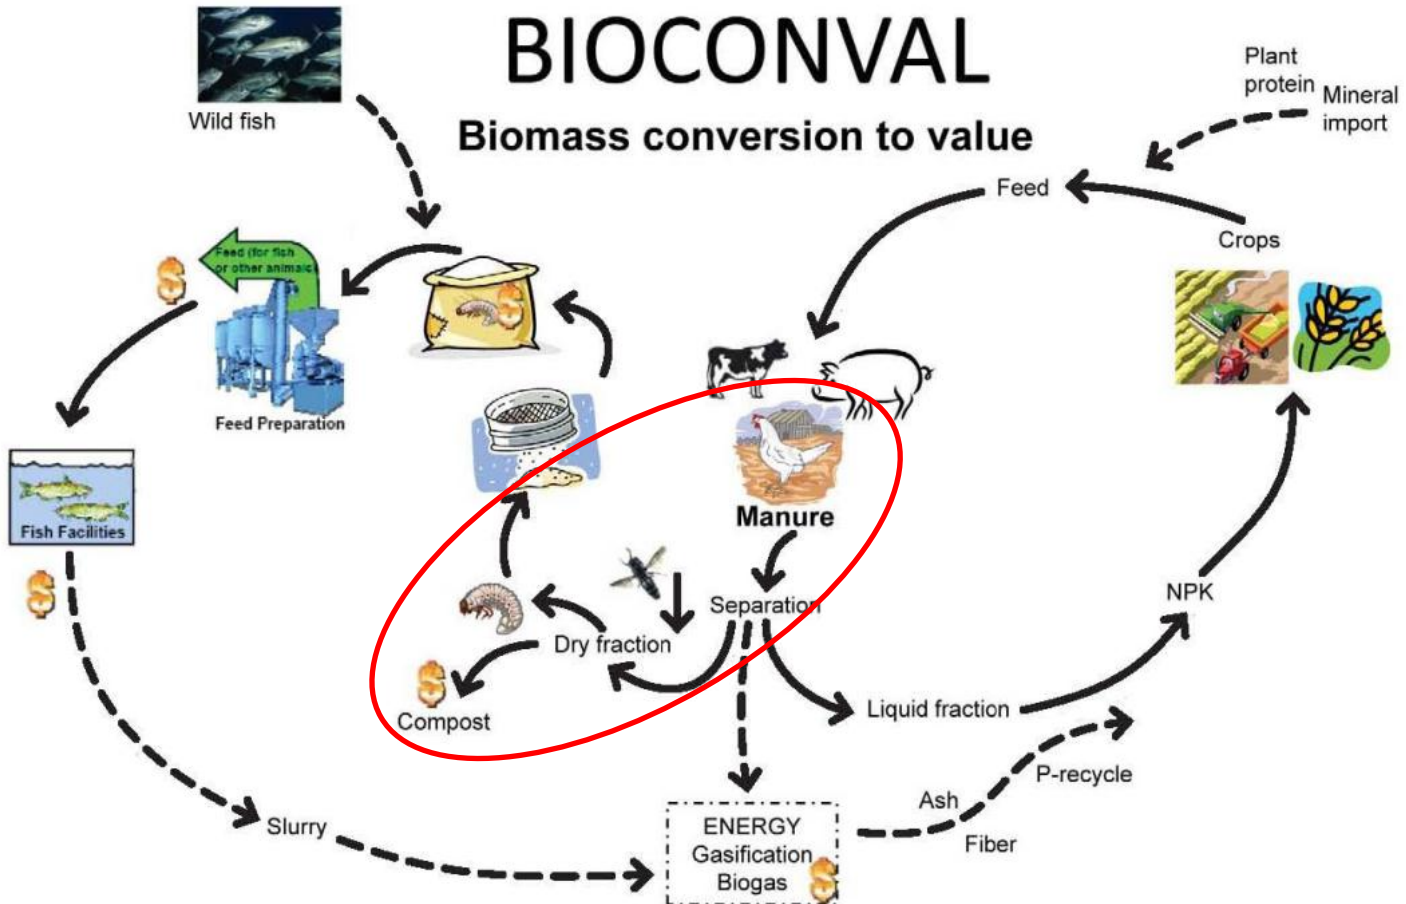 BIOCONVAL
Biomass conversion to value
Wild fish
Plant
protein
Mineral
import
Feed
Crops
Feed (for fish
or other animals)
$
$
Feed Preparation
Fish Facilities
$
Manure
Separation
Dry fraction
$
Compost
NPK
Liquid fraction
P-recycle
Ash
Fiber
Slurry
ENERGY
Gasification
Biogas
$